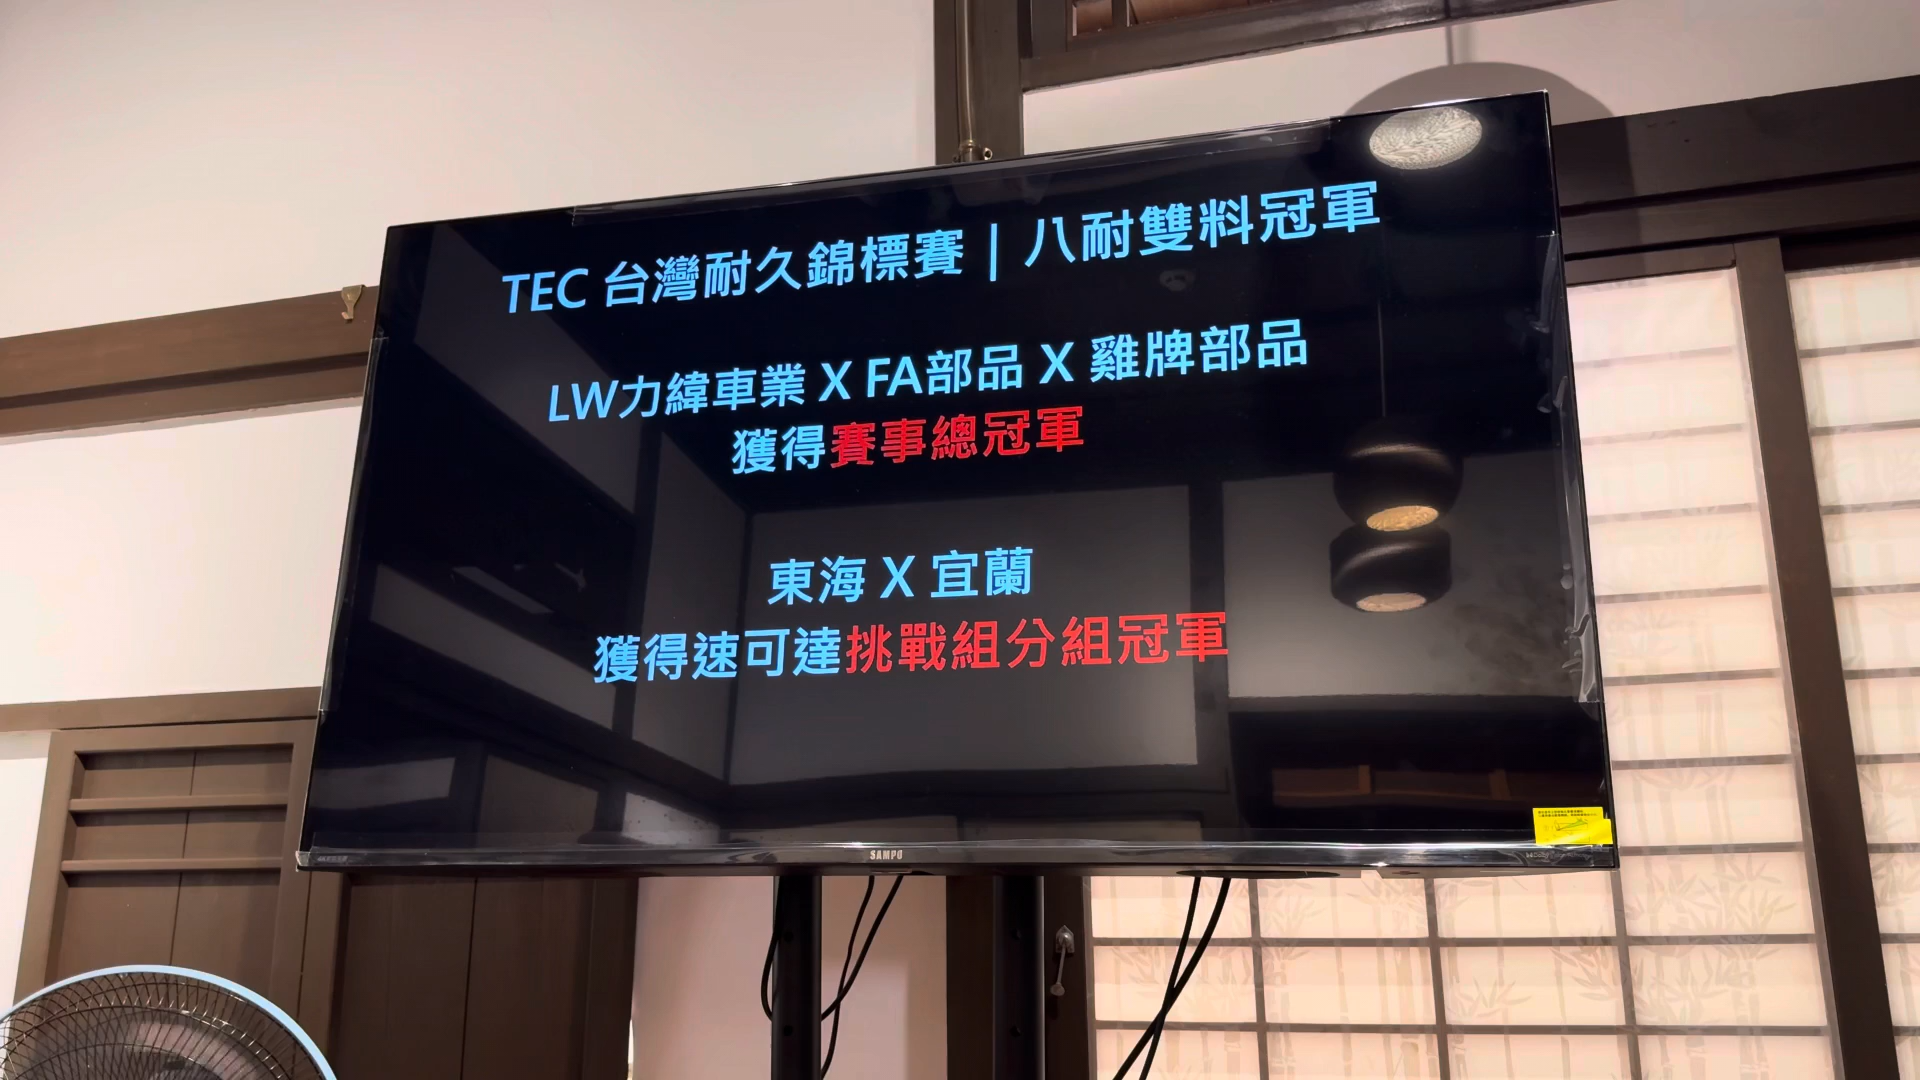 TEC 台灣耐久錦標賽 | 八耐雙料冠軍
LW力緯車業 X FA部品 X 雞牌部品
獲得賽事總冠軍
東海 X 宜蘭
獲得速可達挑戰組分組冠軍
SAMPO